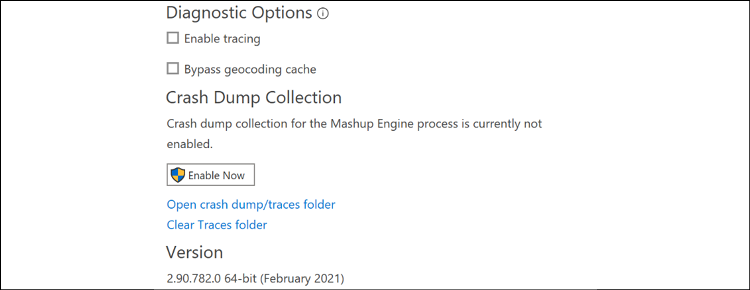 Diagnostic Options
Enable tracing
Bypass geocoding cache
Crash Dump Collection
Crash dump collection for the Mashup Engine process is currently not
enabled.
Enable Now
Open crash dump/traces folder
Clear Traces folder
Version
2.90.782.0 64-bit (February 2021)